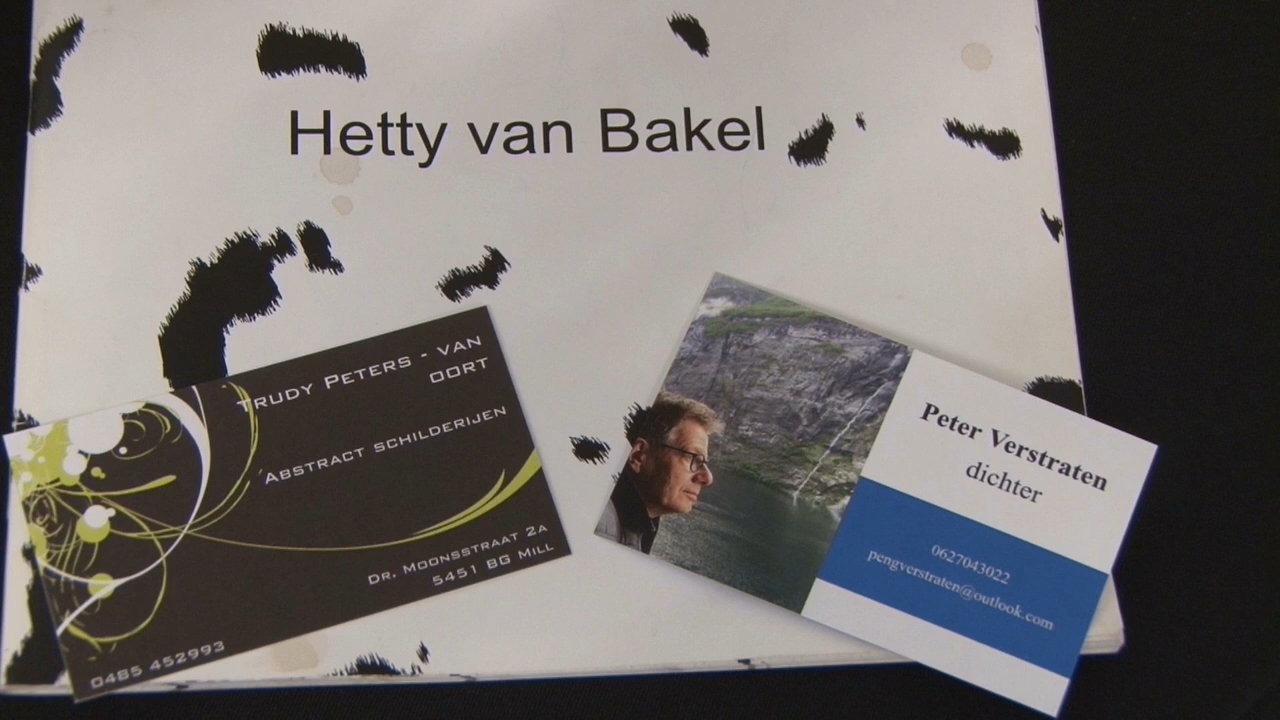 Hetty van Bakel
TRUDY PETERS - VAN
OORT
ABSTRACT SCHILDERIJEN
DR. MOONSSTRAAT 2A
5451 BG MILL
0485 452993
Peter Verstraten
dichter
0627043022
pengverstraten@outlook.com